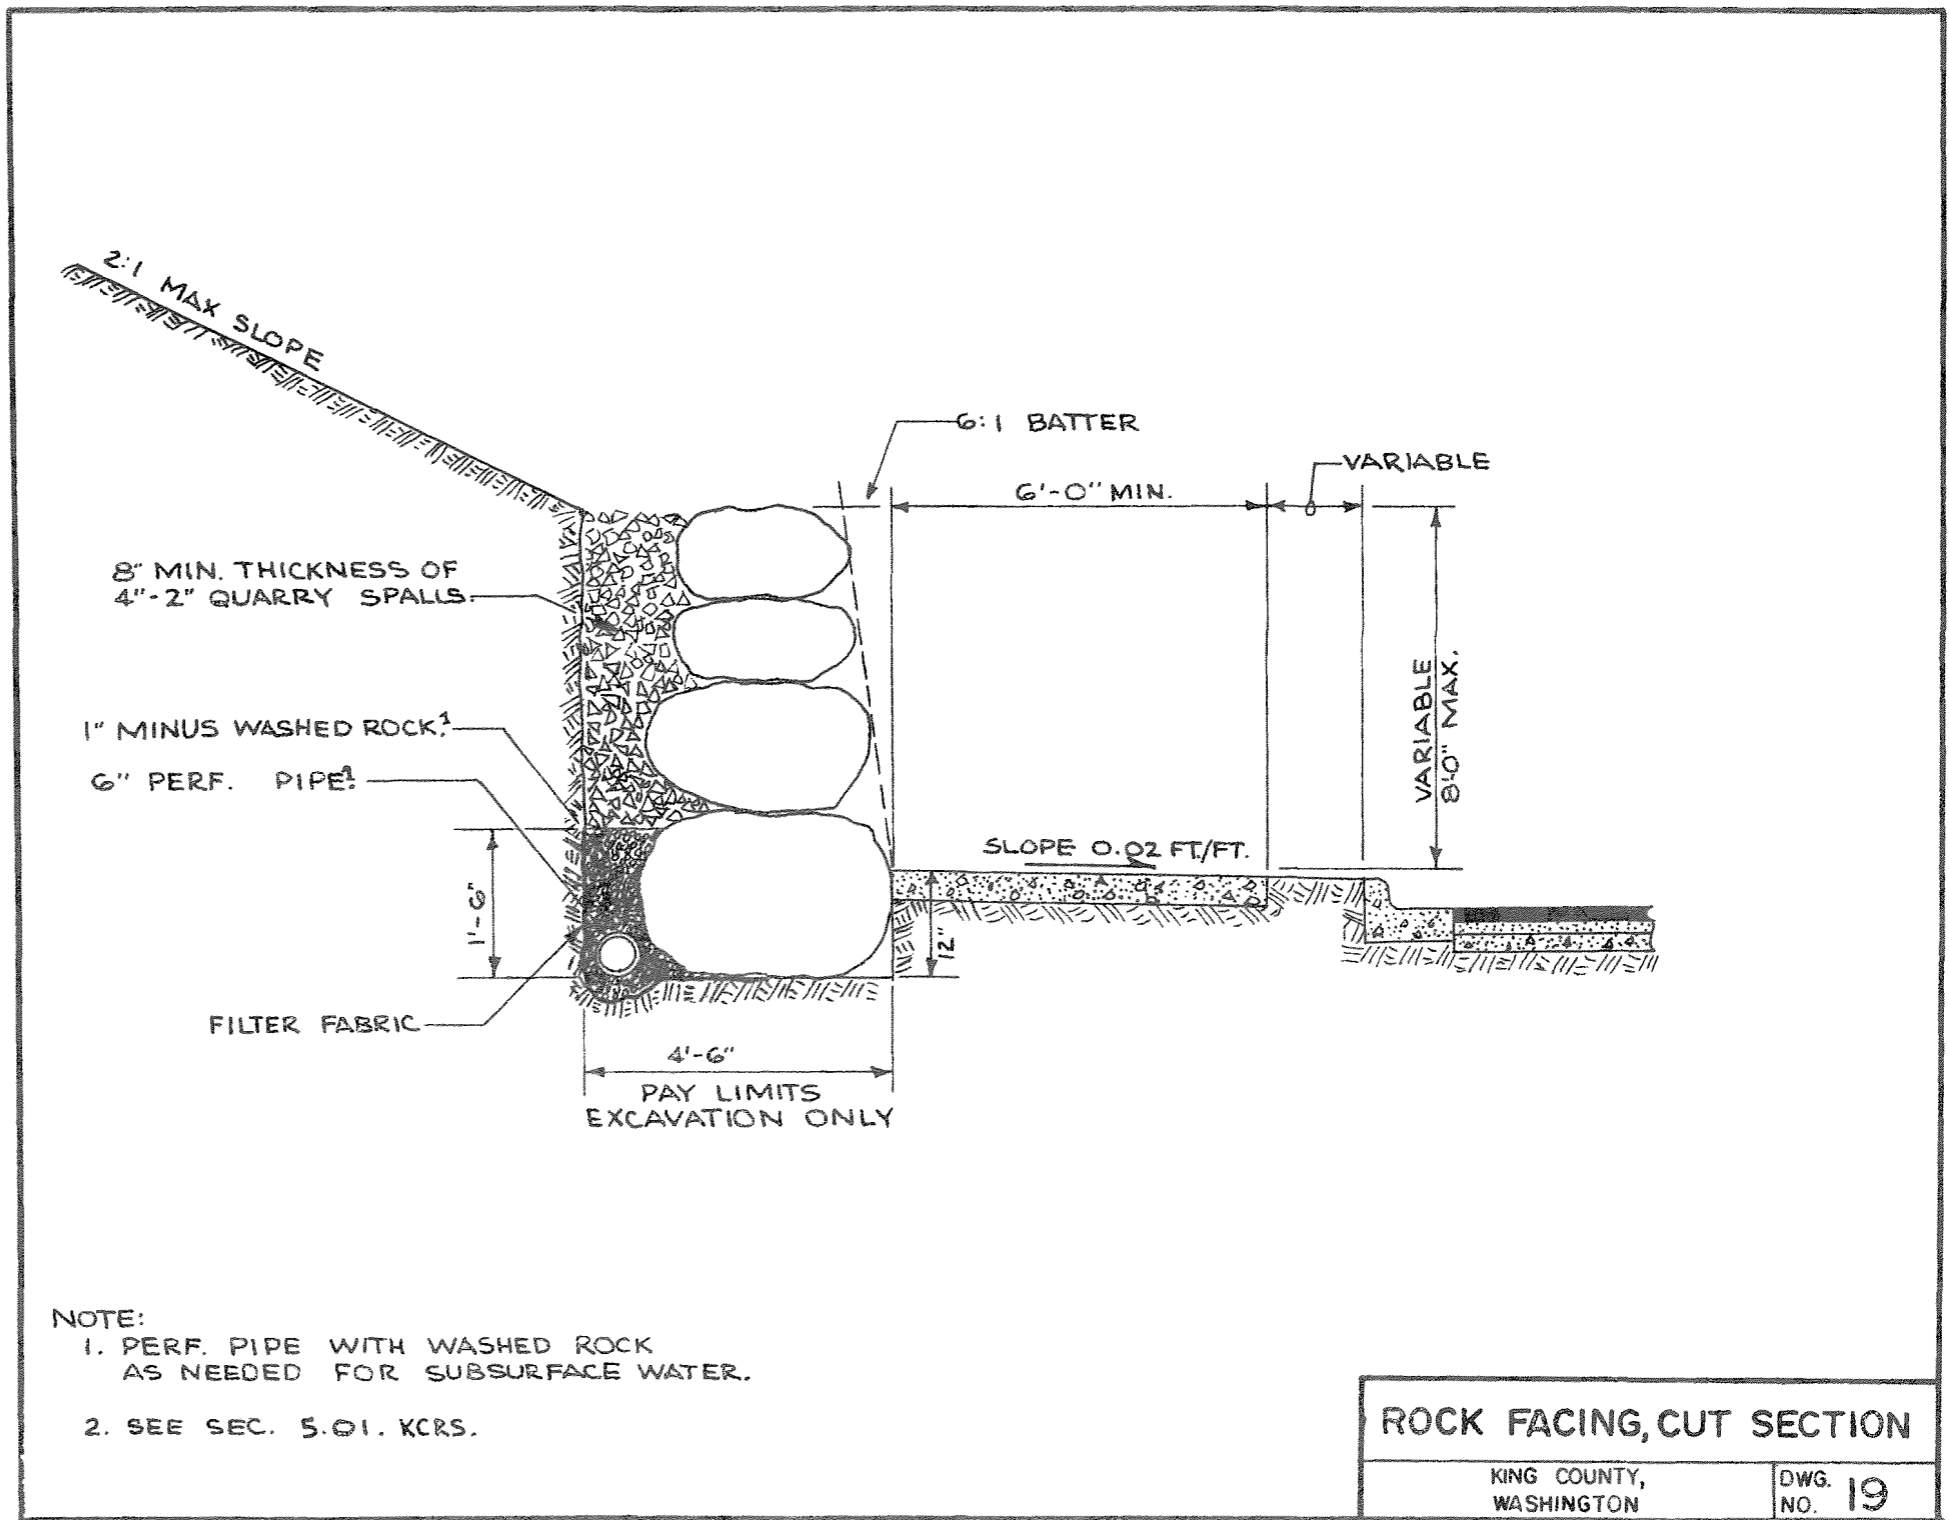 2:1 MAX SLOPE
6:1 BATTER
VARIABLE
6'-0" MIN.
8" MIN. THICKNESS OF
4"-2" QUARRY SPALLS.
VARIABLE
8'-0" MAX.
1" MINUS WASHED ROCK.1
6" PERF. PIPE.1
SLOPE 0.02 FT./FT.
1'-6"
12"
FILTER FABRIC
4'-6"
PAY LIMITS
EXCAVATION ONLY
NOTE:
1. PERF. PIPE WITH WASHED ROCK
AS NEEDED FOR SUBSURFACE WATER.
2. SEE SEC. 5.01. KCRS.
ROCK FACING, CUT SECTION
KING COUNTY,
WASHINGTON
DWG.
NO. 19